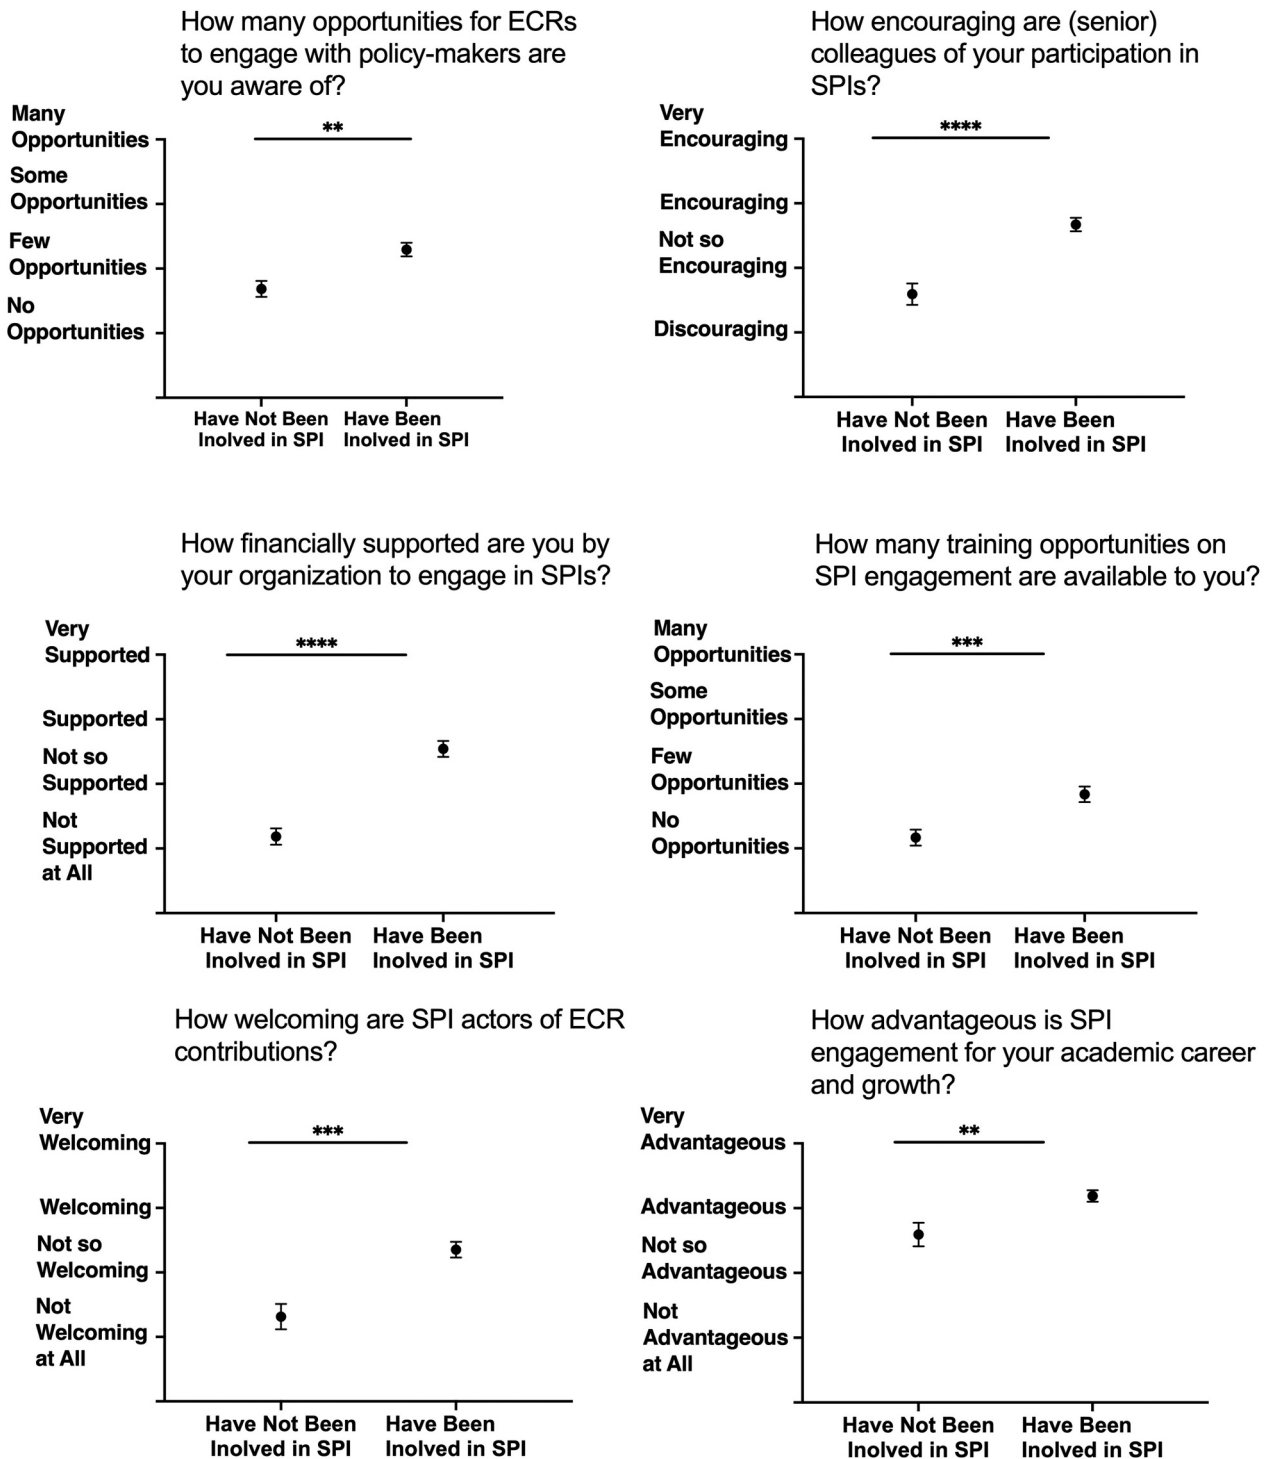 How many opportunities for ECRs
to engage with policy-makers are
you aware of?
Many
Opportunities
**
Some
Opportunities
Few
Opportunities
No
Opportunities
Have Not Been
Inolved in SPI
Have Been
Inolved in SPI
How encouraging are (senior)
colleagues of your participation in
SPIs?
Very
Encouraging
****
Encouraging
Not so
Encouraging
Discouraging
Have Not Been
Inolved in SPI
Have Been
Inolved in SPI
How financially supported are you by
your organization to engage in SPIs?
Very
Supported
****
Supported
Not so
Supported
Not
Supported
at All
Have Not Been
Inolved in SPI
Have Been
Inolved in SPI
How many training opportunities on
SPI engagement are available to you?
Many
Opportunities
***
Some
Opportunities
Few
Opportunities
No
Opportunities
Have Not Been
Inolved in SPI
Have Been
Inolved in SPI
How welcoming are SPI actors of ECR
contributions?
Very
Welcoming
***
Welcoming
Not so
Welcoming
Not
Welcoming
at All
Have Not Been
Inolved in SPI
Have Been
Inolved in SPI
How advantageous is SPI
engagement for your academic career
and growth?
Very
Advantageous
**
Advantageous
Not so
Advantageous
Not
Advantageous
at All
Have Not Been
Inolved in SPI
Have Been
Inolved in SPI